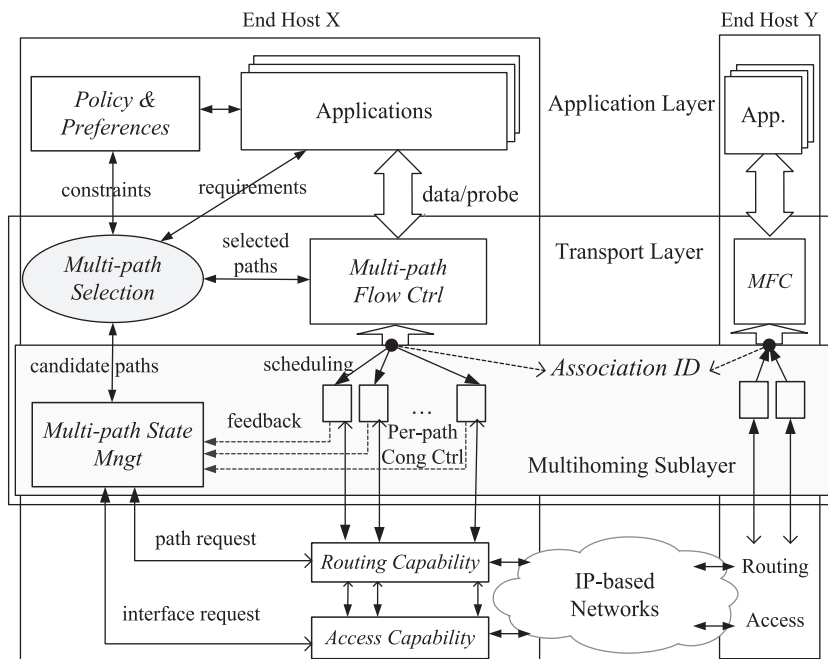 End Host X
End Host Y
Policy &
Preferences
Applications
Application Layer
App.
constraints
requirements
data/probe
selected
paths
Transport Layer
Multi-path
Selection
Multi-path
Flow Ctrl
MFC
candidate paths
scheduling
Association ID
feedback
...
Multi-path State
Mngt
Per-path
Cong Ctrl
Multihoming Sublayer
path request
Routing Capability
IP-based
Networks
Routing
interface request
Access Capability
Access